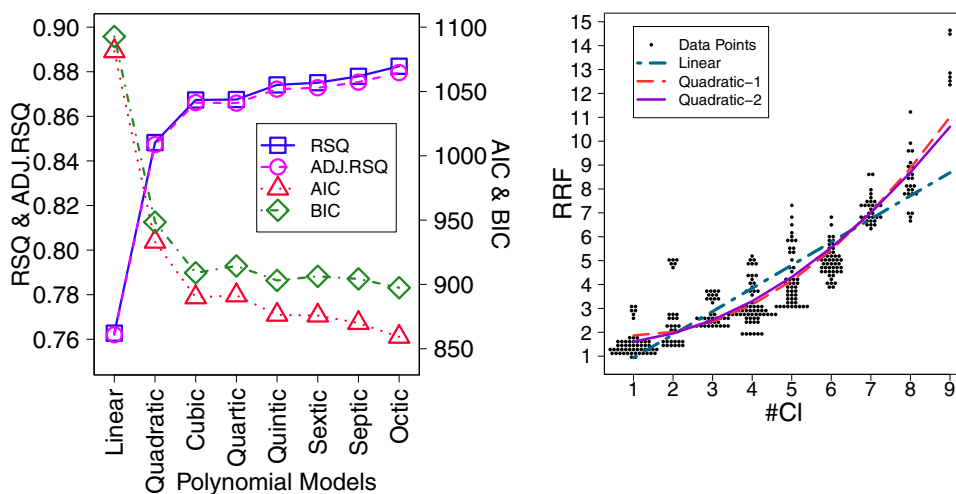 0.90
0.88
0.86
0.84
0.82
0.80
0.78
0.76
RSQ & ADJ.RSQ
1100
1050
1000
950
900
850
AIC & BIC
RSQ
ADJ.RSQ
AIC
BIC
Linear
Quadratic
Cubic
Quartic
Quintic
Sextic
Septic
Octic
Polynomial Models
15
14
13
12
11
10
9
8
7
6
5
4
3
2
1
RRF
Data Points
Linear
Quadratic-1
Quadratic-2
1 2 3 4 5 6 7 8 9
#CI